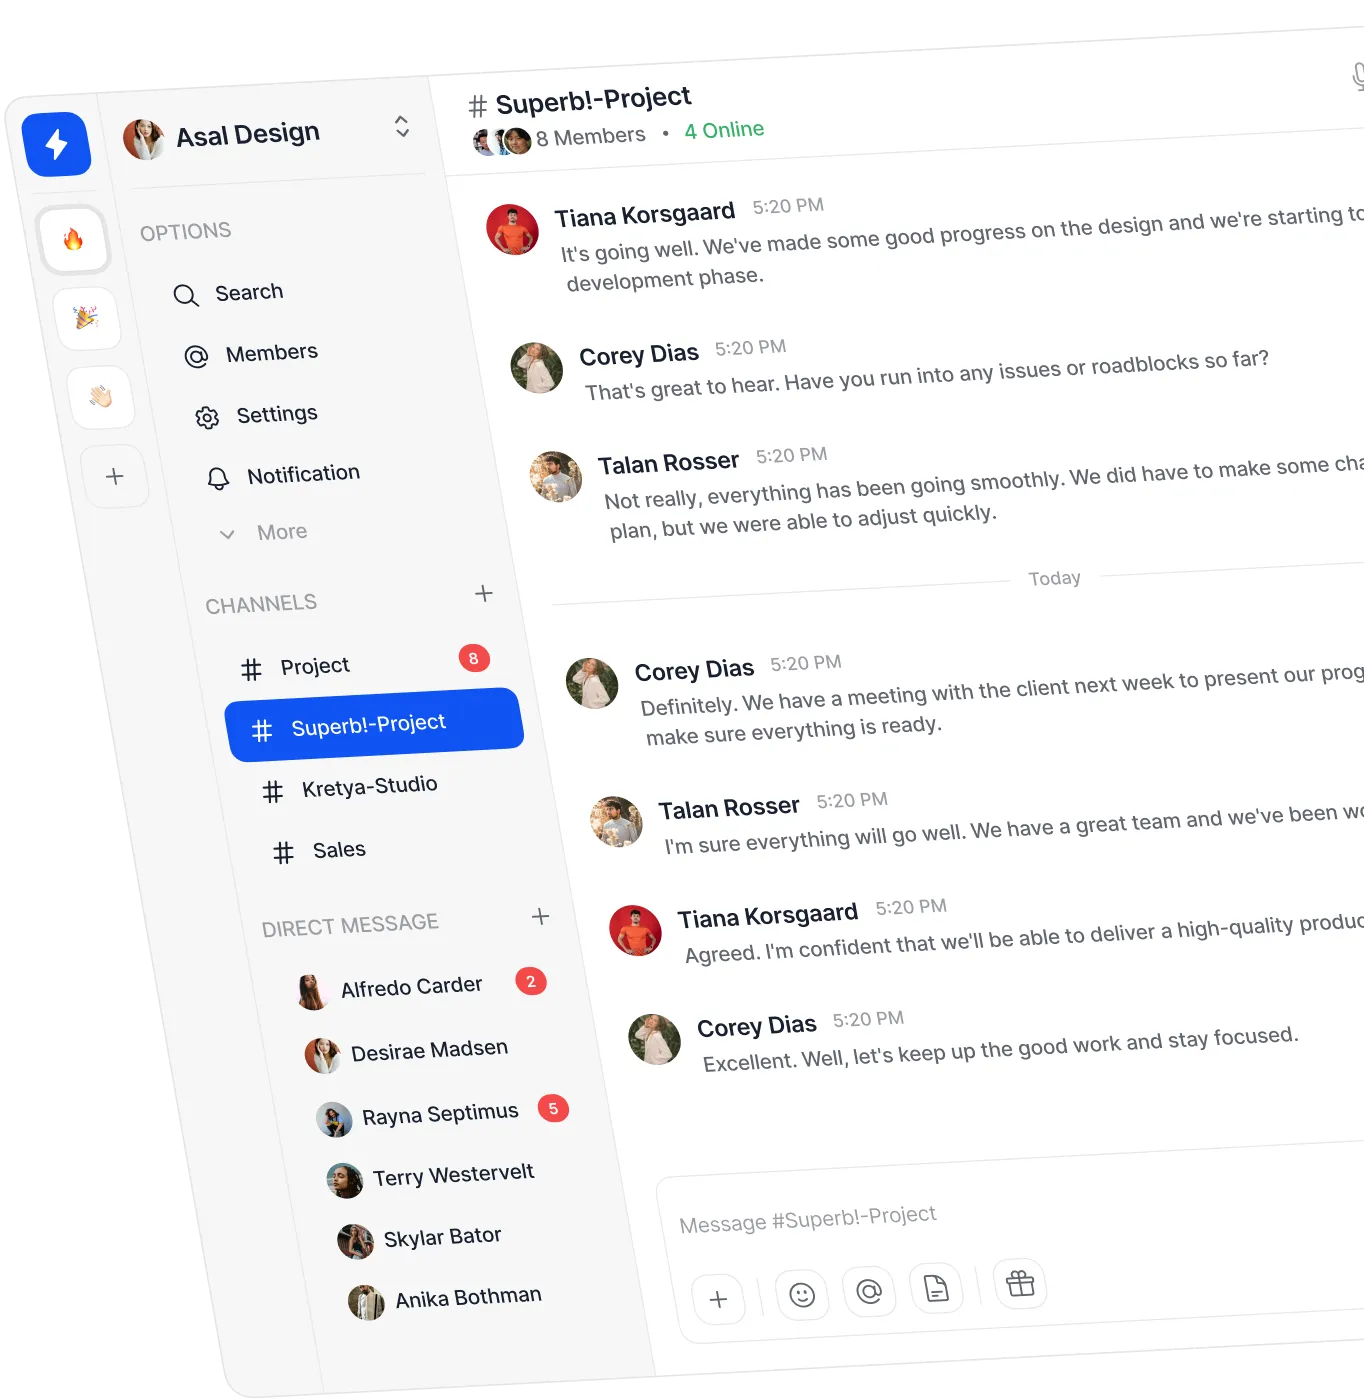 Asal Design
OPTIONS
Search
Members
Settings
Notification
More
CHANNELS
Project
8
Superb!-Project
Kretya-Studio
Sales
DIRECT MESSAGE
Alfredo Carder
2
Desirae Madsen
Rayna Septimus
5
Terry Westervelt
Skylar Bator
Anika Bothman
# Superb!-Project
8 Members • 4 Online
Tiana Korsgaard 5:20 PM
It's going well. We've made some good progress on the design and we're starting to
development phase.
Corey Dias 5:20 PM
That's great to hear. Have you run into any issues or roadblocks so far?
Talan Rosser 5:20 PM
Not really, everything has been going smoothly. We did have to make some cha
plan, but we were able to adjust quickly.
Today
Corey Dias 5:20 PM
Definitely. We have a meeting with the client next week to present our prog
make sure everything is ready.
Talan Rosser 5:20 PM
I'm sure everything will go well. We have a great team and we've been wo
Tiana Korsgaard 5:20 PM
Agreed. I'm confident that we'll be able to deliver a high-quality produc
Corey Dias 5:20 PM
Excellent. Well, let's keep up the good work and stay focused.
Message #Superb!-Project